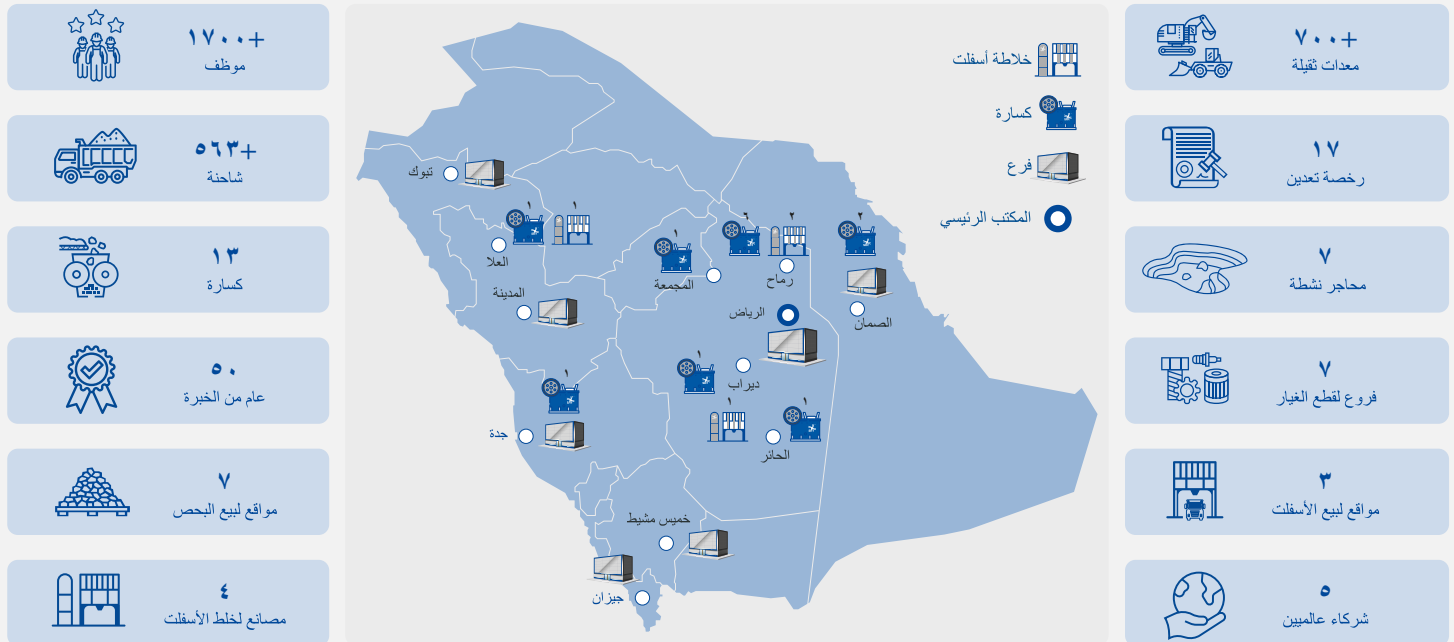 +٧٠٠
معدات ثقيلة
١٧
رخصة تعدين
٧
محاجر نشطة
٧
فروع لقطع الغيار
٣
مواقع لبيع الأسفلت
٥
شركاء عالميين
خلاطة أسفلت
كسارة
فرع
المكتب الرئيسي
تبوك
١
١
العلا
المدينة
١
جدة
١
المجمعة
٦
٢
رماح
٢
الصمان
الرياض
١
ديراب
١
١
الحائر
خميس مشيط
جيزان
+١٧٠٠
موظف
+٥٦٣
شاحنة
١٣
كسارة
٥٠
عام من الخبرة
٧
مواقع لبيع البحص
٤
مصانع لخلط الأسفلت